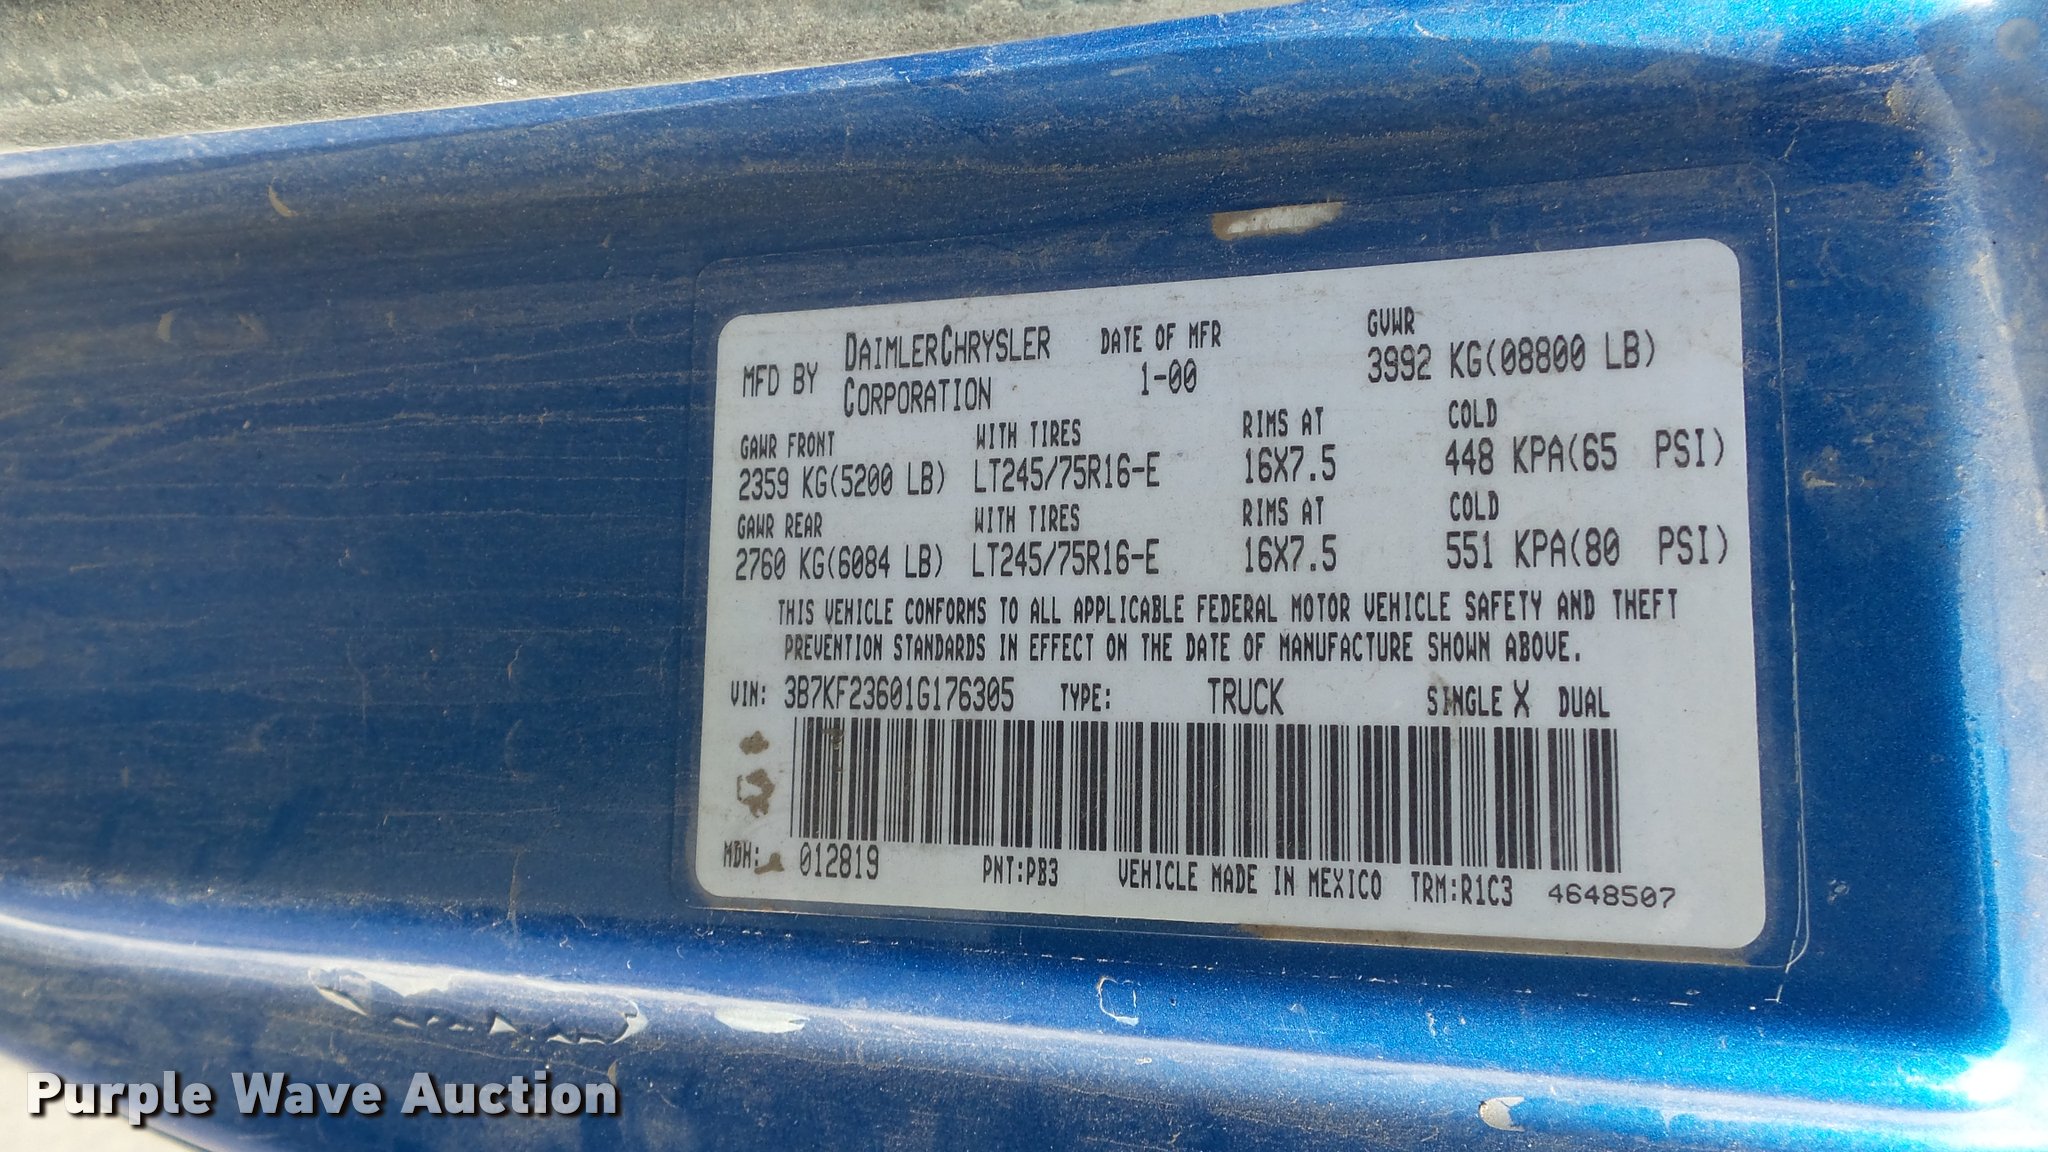 MFD BY DAIMLERCHRYSLER CORPORATION DATE OF MFR 1-00 GVWR 3992 KG(08800 LB)
GAWR FRONT WITH TIRES RIMS AT COLD
2359 KG(5200 LB) LT245/75R16-E 16X7.5 448 KPA(65 PSI)
GAWR REAR WITH TIRES RIMS AT COLD
2760 KG(6084 LB) LT245/75R16-E 16X7.5 551 KPA(80 PSI)
THIS VEHICLE CONFORMS TO ALL APPLICABLE FEDERAL MOTOR VEHICLE SAFETY AND THEFT
PREVENTION STANDARDS IN EFFECT ON THE DATE OF MANUFACTURE SHOWN ABOVE.
VIN: 3B7KF23601G176305 TYPE: TRUCK SINGLE X DUAL
MDH: 012819 PNT:PB3 VEHICLE MADE IN MEXICO TRM:R1C3 4648507
Purple Wave Auction